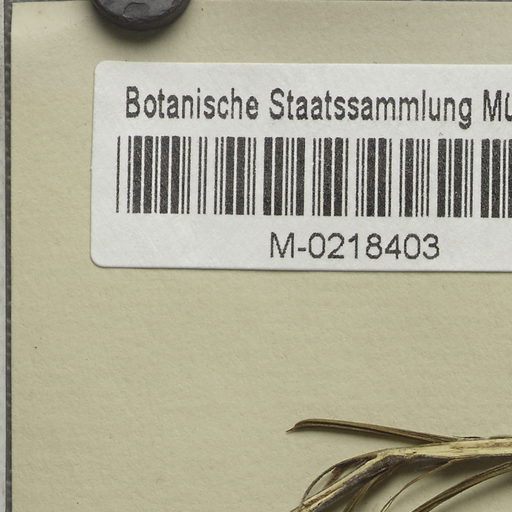 Botanische Staatssammlung
M-0218403